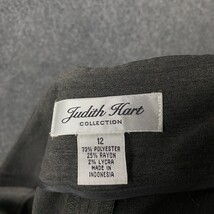 Judith Hart
COLLECTION
12
73% POLYESTER
25% RAYON
2% LYCRA
MADE IN
INDONESIA